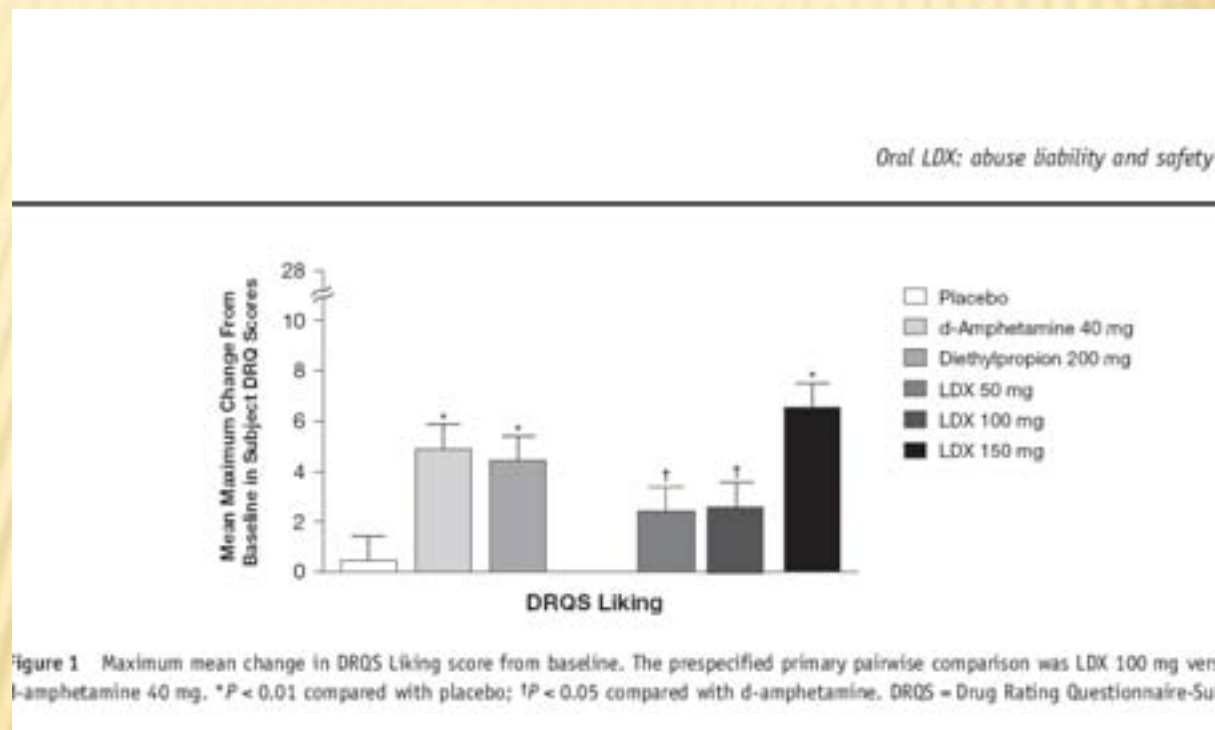 Oral LDX: abuse liability and safety
Mean Maximum Change From
Baseline in Subject DRQ Scores
28
10
8
6
4
2
0
*
*
†
†
*
DRQS Liking
Placebo
d-Amphetamine 40 mg
Diethylpropion 200 mg
LDX 50 mg
LDX 100 mg
LDX 150 mg
igure 1 Maximum mean change in DRQS Liking score from baseline. The prespecified primary pairwise comparison was LDX 100 mg vers
d-amphetamine 40 mg. *P < 0.01 compared with placebo; †P < 0.05 compared with d-amphetamine. DRQS = Drug Rating Questionnaire-Su